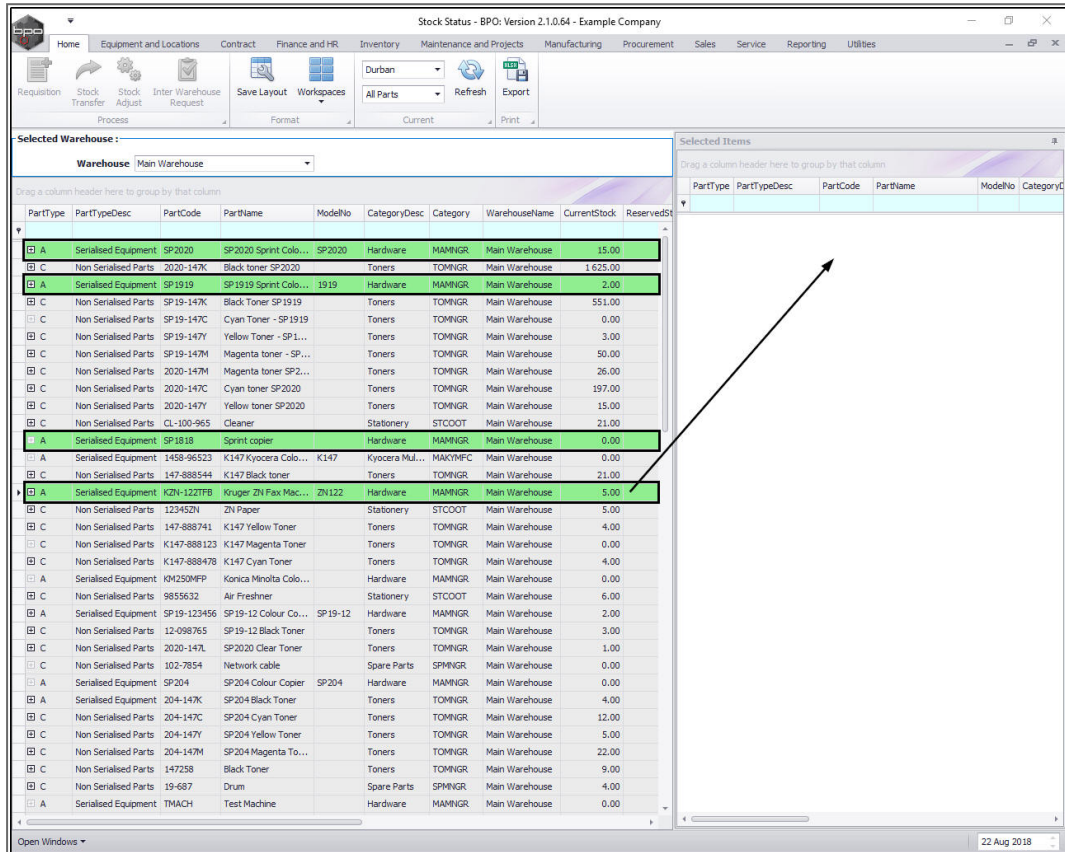 Stock Status - BPO: Version 2.1.0.64 - Example Company
bpo
Home Equipment and Locations Contract Finance and HR Inventory Maintenance and Projects Manufacturing Procurement Sales Service Reporting Utilities
Requisition Stock Transfer Stock Adjust Inter Warehouse Request Save Layout Workspaces Durban All Parts Refresh Export
Process Format Current Print
Selected Warehouse :
Warehouse Main Warehouse
Drag a column header here to group by that column
PartType PartTypeDesc PartCode PartName ModelNo CategoryDesc Category WarehouseName CurrentStock ReservedSt
A Serialised Equipment SP2020 SP2020 Sprint Colo... SP2020 Hardware MAMNGR Main Warehouse 15.00
C Non Serialised Parts 2020-147K Black toner SP2020 Toners TOMNGR Main Warehouse 1 625.00
A Serialised Equipment SP1919 SP1919 Sprint Colo... 1919 Hardware MAMNGR Main Warehouse 2.00
C Non Serialised Parts SP19-147K Black Toner SP1919 Toners TOMNGR Main Warehouse 551.00
C Non Serialised Parts SP19-147C Cyan Toner - SP1919 Toners TOMNGR Main Warehouse 0.00
C Non Serialised Parts SP19-147Y Yellow Toner - SP1... Toners TOMNGR Main Warehouse 3.00
C Non Serialised Parts SP19-147M Magenta toner - SP... Toners TOMNGR Main Warehouse 50.00
C Non Serialised Parts 2020-147M Magenta toner SP2... Toners TOMNGR Main Warehouse 26.00
C Non Serialised Parts 2020-147C Cyan toner SP2020 Toners TOMNGR Main Warehouse 197.00
C Non Serialised Parts 2020-147Y Yellow toner SP2020 Toners TOMNGR Main Warehouse 15.00
C Non Serialised Parts CL-100-965 Cleaner Stationery STCOOT Main Warehouse 21.00
A Serialised Equipment SP1818 Sprint copier Hardware MAMNGR Main Warehouse 0.00
A Serialised Equipment 1458-96523 K147 Kyocera Colo... K147 Kyocera Mul... MAKYMFC Main Warehouse 0.00
C Non Serialised Parts 147-888544 K147 Black toner Toners TOMNGR Main Warehouse 21.00
A Serialised Equipment KZN-122TFB Kruger ZN Fax Mac... ZN122 Hardware MAMNGR Main Warehouse 5.00
C Non Serialised Parts 12345ZN ZN Paper Stationery STCOOT Main Warehouse 5.00
C Non Serialised Parts 147-888741 K147 Yellow Toner Toners TOMNGR Main Warehouse 4.00
C Non Serialised Parts K147-888123 K147 Magenta Toner Toners TOMNGR Main Warehouse 0.00
C Non Serialised Parts K147-888478 K147 Cyan Toner Toners TOMNGR Main Warehouse 4.00
A Serialised Equipment KM250MFP Konica Minolta Colo... Hardware MAMNGR Main Warehouse 0.00
C Non Serialised Parts 9855632 Air Freshner Stationery STCOOT Main Warehouse 6.00
A Serialised Equipment SP19-123456 SP19-12 Colour Co... SP19-12 Hardware MAMNGR Main Warehouse 2.00
C Non Serialised Parts 12-098765 SP19-12 Black Toner Toners TOMNGR Main Warehouse 3.00
C Non Serialised Parts 2020-147L SP2020 Clear Toner Toners TOMNGR Main Warehouse 1.00
C Non Serialised Parts 102-7854 Network cable Spare Parts SPMNGR Main Warehouse 0.00
A Serialised Equipment SP204 SP204 Colour Copier SP204 Hardware MAMNGR Main Warehouse 0.00
A Serialised Equipment 204-147K SP204 Black Toner Toners TOMNGR Main Warehouse 4.00
C Non Serialised Parts 204-147C SP204 Cyan Toner Toners TOMNGR Main Warehouse 12.00
C Non Serialised Parts 204-147Y SP204 Yellow Toner Toners TOMNGR Main Warehouse 5.00
C Non Serialised Parts 204-147M SP204 Magenta To... Toners TOMNGR Main Warehouse 22.00
C Non Serialised Parts 147258 Black Toner Toners TOMNGR Main Warehouse 9.00
C Non Serialised Parts 19-687 Drum Spare Parts SPMNGR Main Warehouse 4.00
A Serialised Equipment TMACH Test Machine Hardware MAMNGR Main Warehouse 0.00
Selected Items
Drag a column header here to group by that column
PartType PartTypeDesc PartCode PartName ModelNo CategoryD
Open Windows 22 Aug 2018